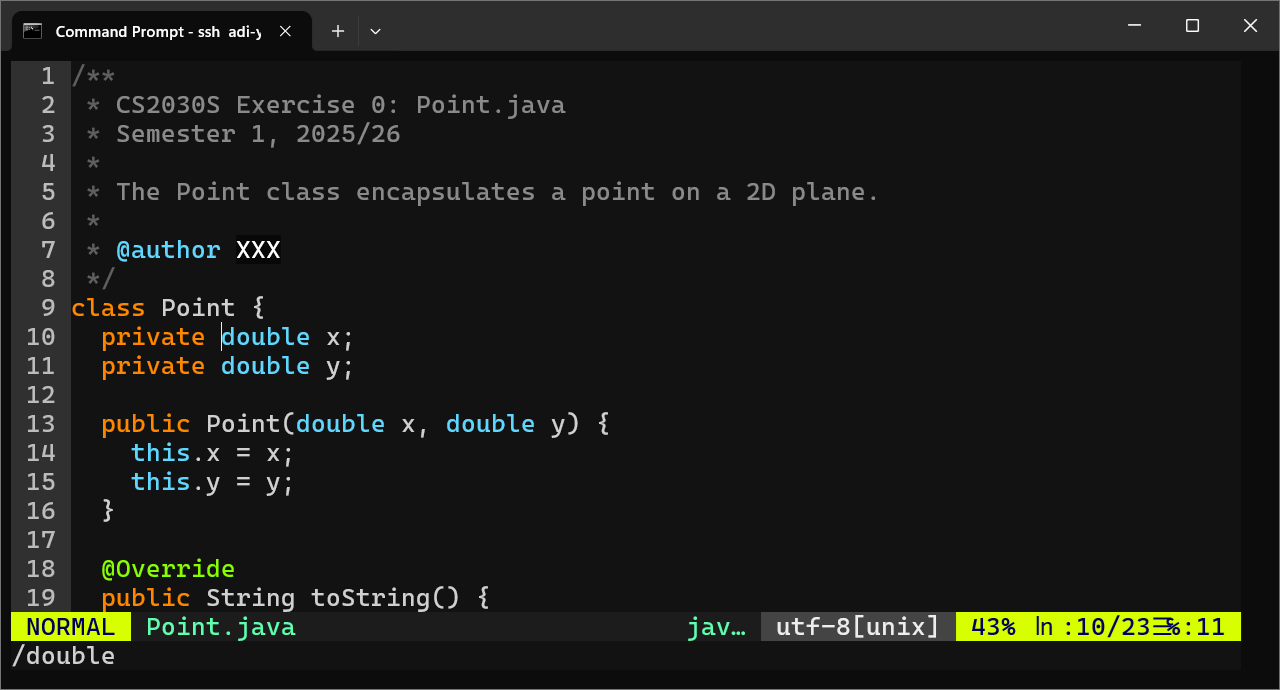 Command Prompt - ssh adi-y
1 /**
2  * CS2030S Exercise 0: Point.java
3  * Semester 1, 2025/26
4  *
5  * The Point class encapsulates a point on a 2D plane.
6  *
7  * @author XXX
8  */
9 class Point {
10   private double x;
11   private double y;
12
13   public Point(double x, double y) {
14     this.x = x;
15     this.y = y;
16   }
17
18   @Override
19   public String toString() {
NORMAL Point.java jav… utf-8[unix] 43% ㏑:10/23☰℅:11
/double